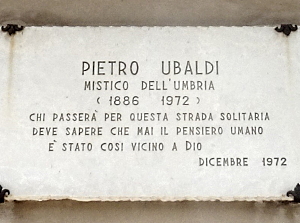 PIETRO UBALDI
MISTICO DELL'UMBRIA
( 1886 1972 )
CHI PASSERÀ PER QUESTA STRADA SOLITARIA
DEVE SAPERE CHE MAI IL PENSIERO UMANO
È STATO COSI VICINO A DIO
DICEMBRE 1972